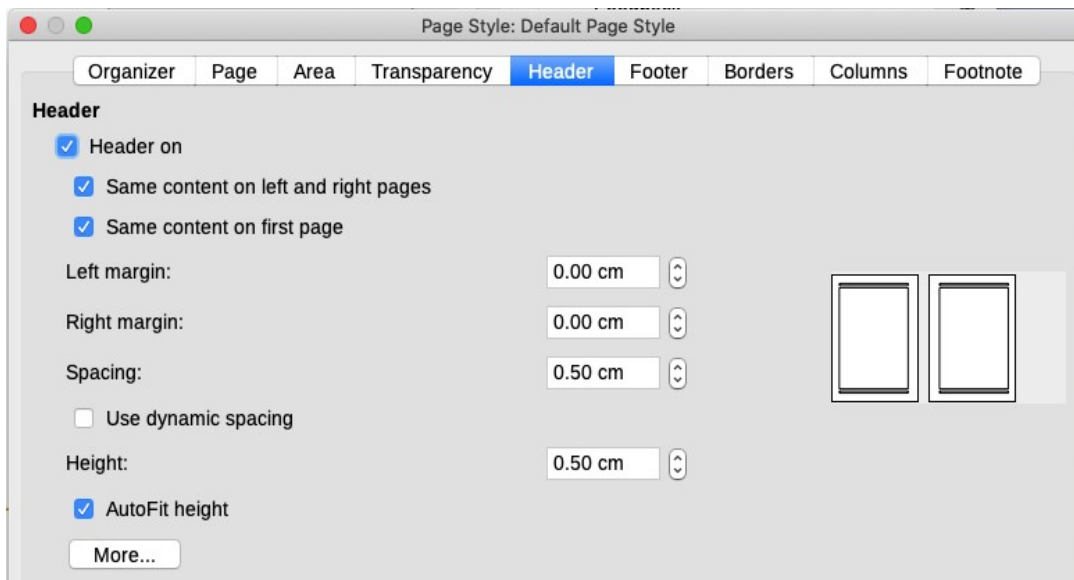 Page Style: Default Page Style
Organizer Page Area Transparency Header Footer Borders Columns Footnote
Header
Header on
Same content on left and right pages
Same content on first page
Left margin: 0.00 cm
Right margin: 0.00 cm
Spacing: 0.50 cm
Use dynamic spacing
Height: 0.50 cm
AutoFit height
More...